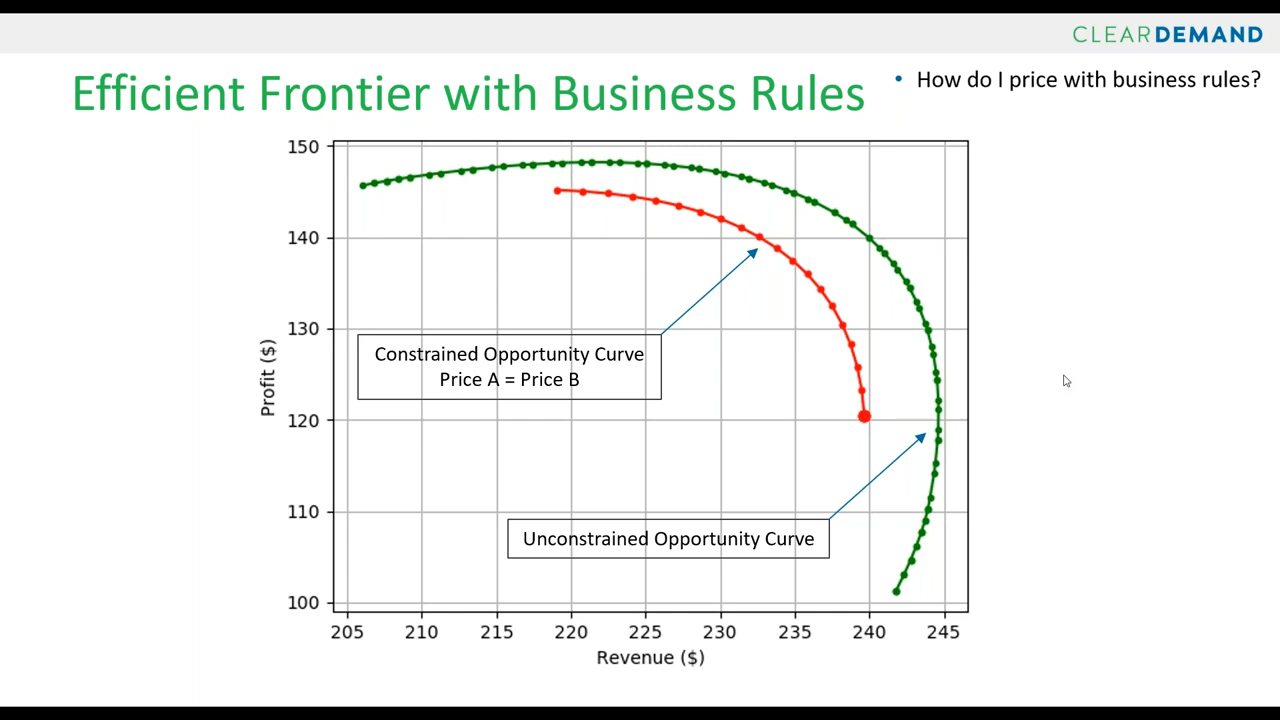 CLEARDEMAND
Efficient Frontier with Business Rules
• How do I price with business rules?
150
140
130
120
110
100
Profit ($)
Constrained Opportunity Curve
Price A = Price B
Unconstrained Opportunity Curve
205 210 215 220 225 230 235 240 245
Revenue ($)